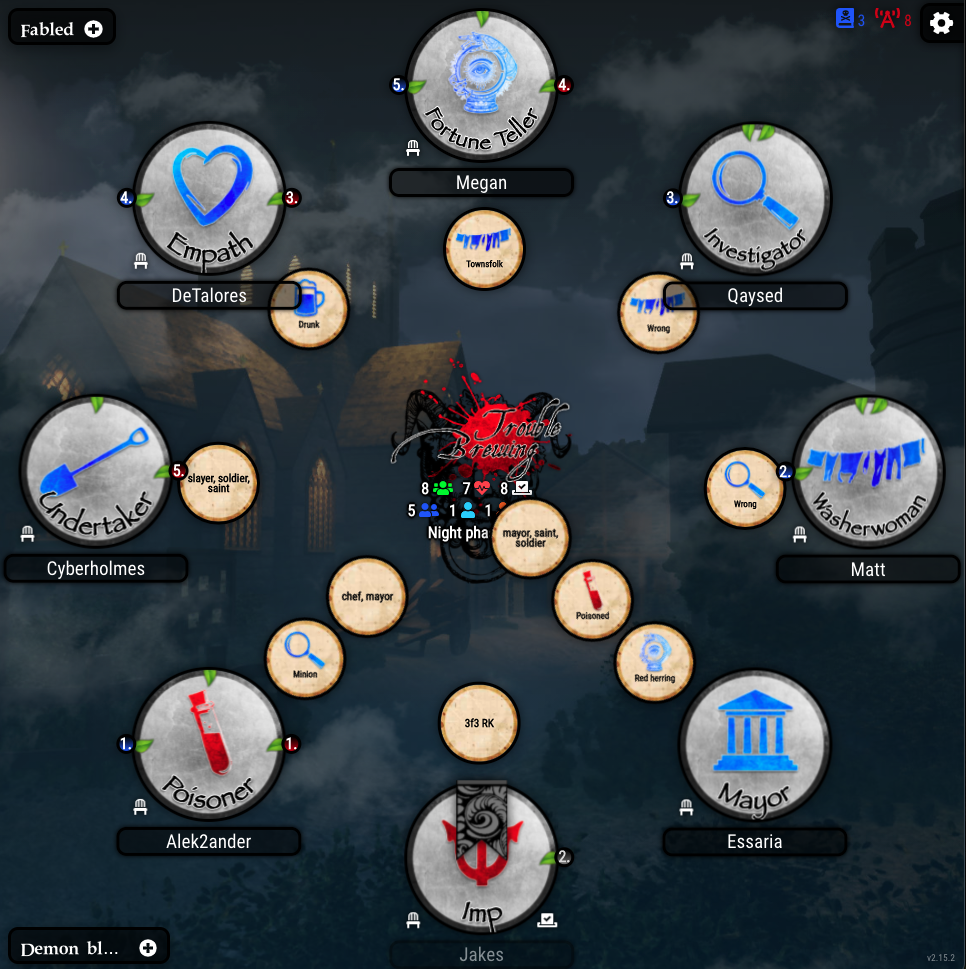 Fabled
3
8
5.
4.
Fortune Teller
Megan
4.
3.
Empath
DeTalores
3.
Investigator
Qaysed
Townsfolk
Drunk
Wrong
Trouble
Brewing
8 7 8
5 1 1
Night pha
5.
Undertaker
Cyberholmes
slayer, soldier,
saint
Wrong
2.
Washerwoman
Matt
mayor, saint,
soldier
chef, mayor
Poisoned
Minion
Red herring
1.
1.
Poisoner
Alek2ander
3f3 RK
Mayor
Essaria
2.
Imp
Jakes
Demon bl...
v2.15.2